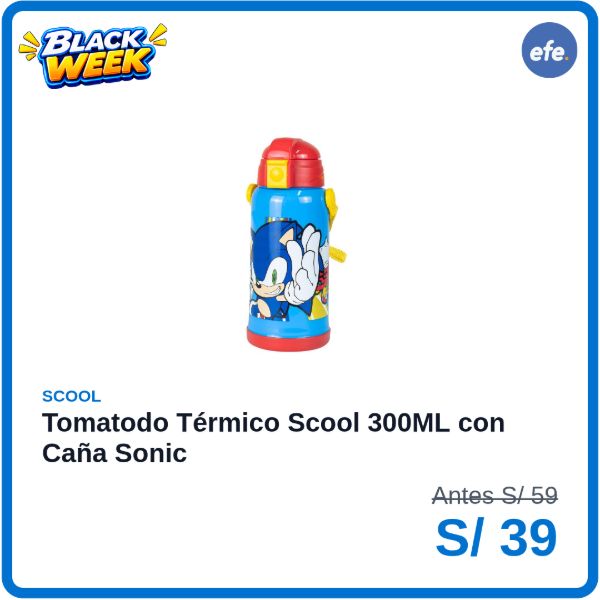 BLACK
WEEK
efe.
SCOOL
Tomatodo Térmico Scool 300ML con
Caña Sonic
Antes S/ 59
S/ 39